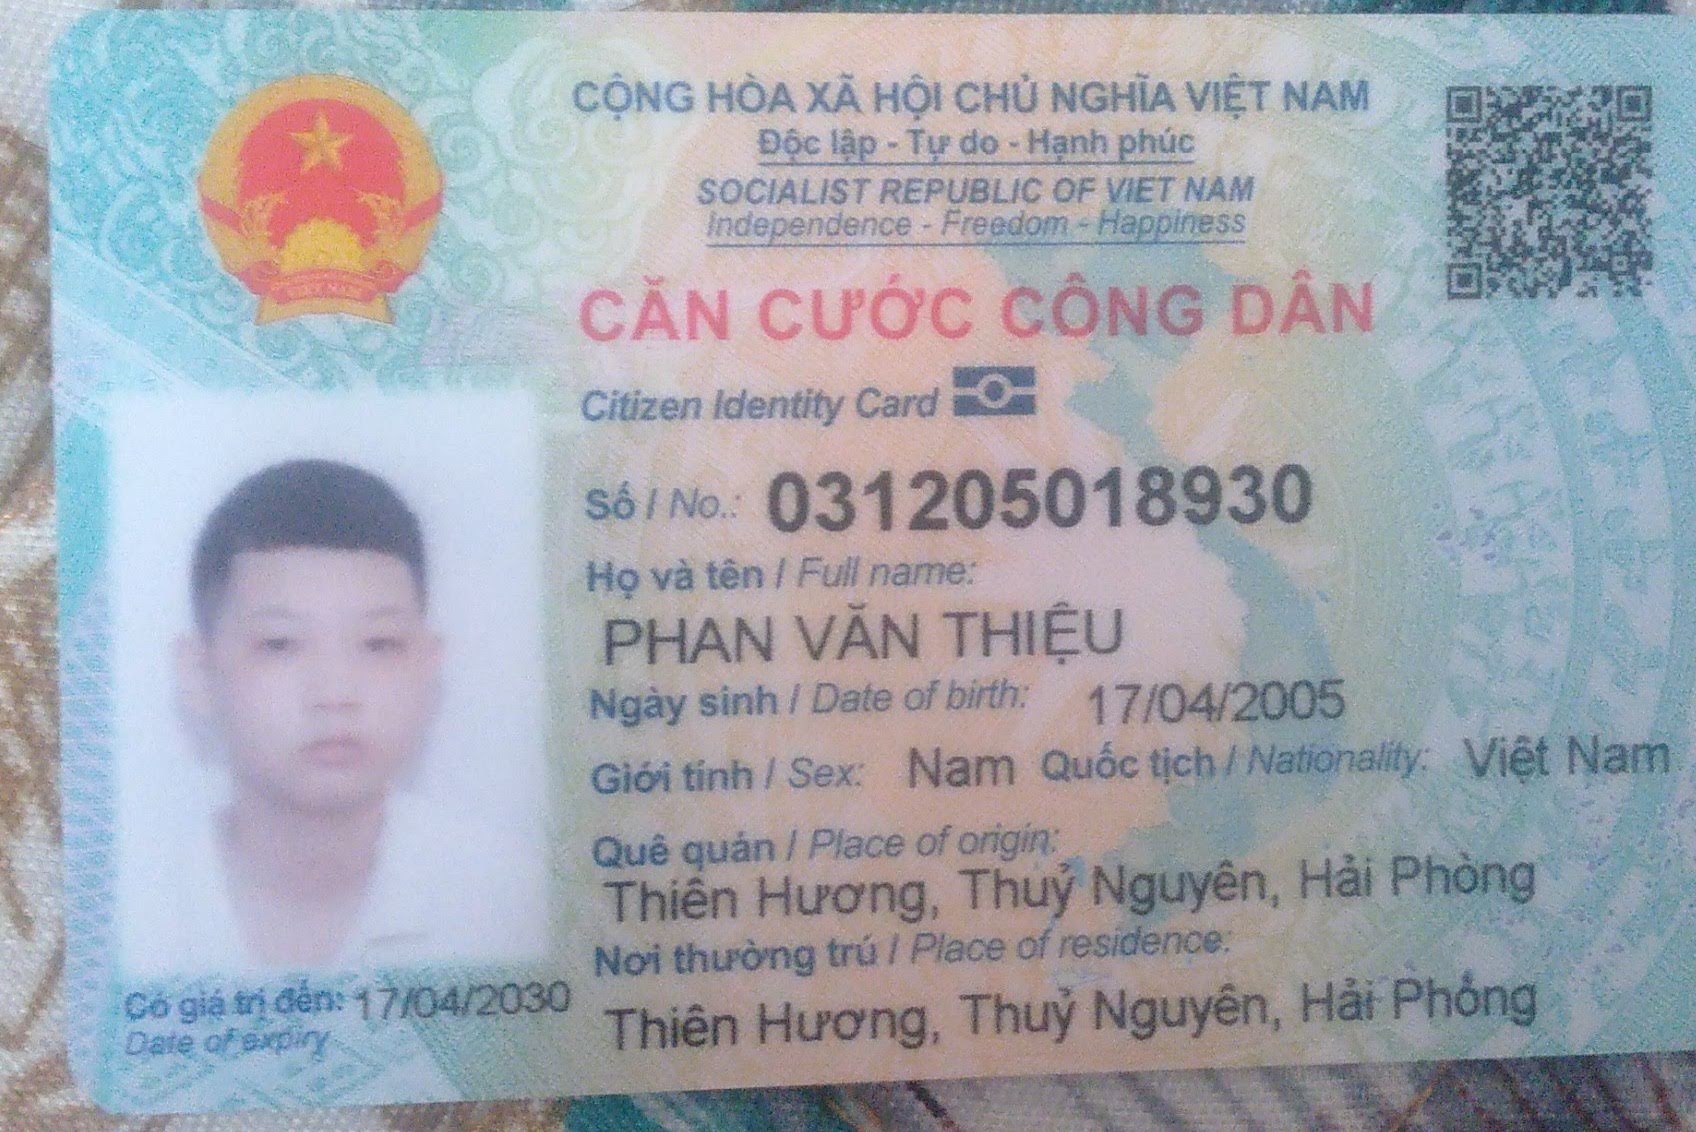 CỘNG HÒA XÃ HỘI CHỦ NGHĨA VIỆT NAM
Độc lập - Tự do - Hạnh phúc
SOCIALIST REPUBLIC OF VIET NAM
Independence - Freedom - Happiness
CĂN CƯỚC CÔNG DÂN
Citizen Identity Card
Số / No.: 031205018930
Họ và tên / Full name:
PHAN VĂN THIỆU
Ngày sinh / Date of birth: 17/04/2005
Giới tính / Sex: Nam Quốc tịch / Nationality: Việt Nam
Quê quán / Place of origin:
Thiên Hương, Thuỷ Nguyên, Hải Phòng
Nơi thường trú / Place of residence:
Thiên Hương, Thuỷ Nguyên, Hải Phòng
Có giá trị đến: 17/04/2030
Date of expiry